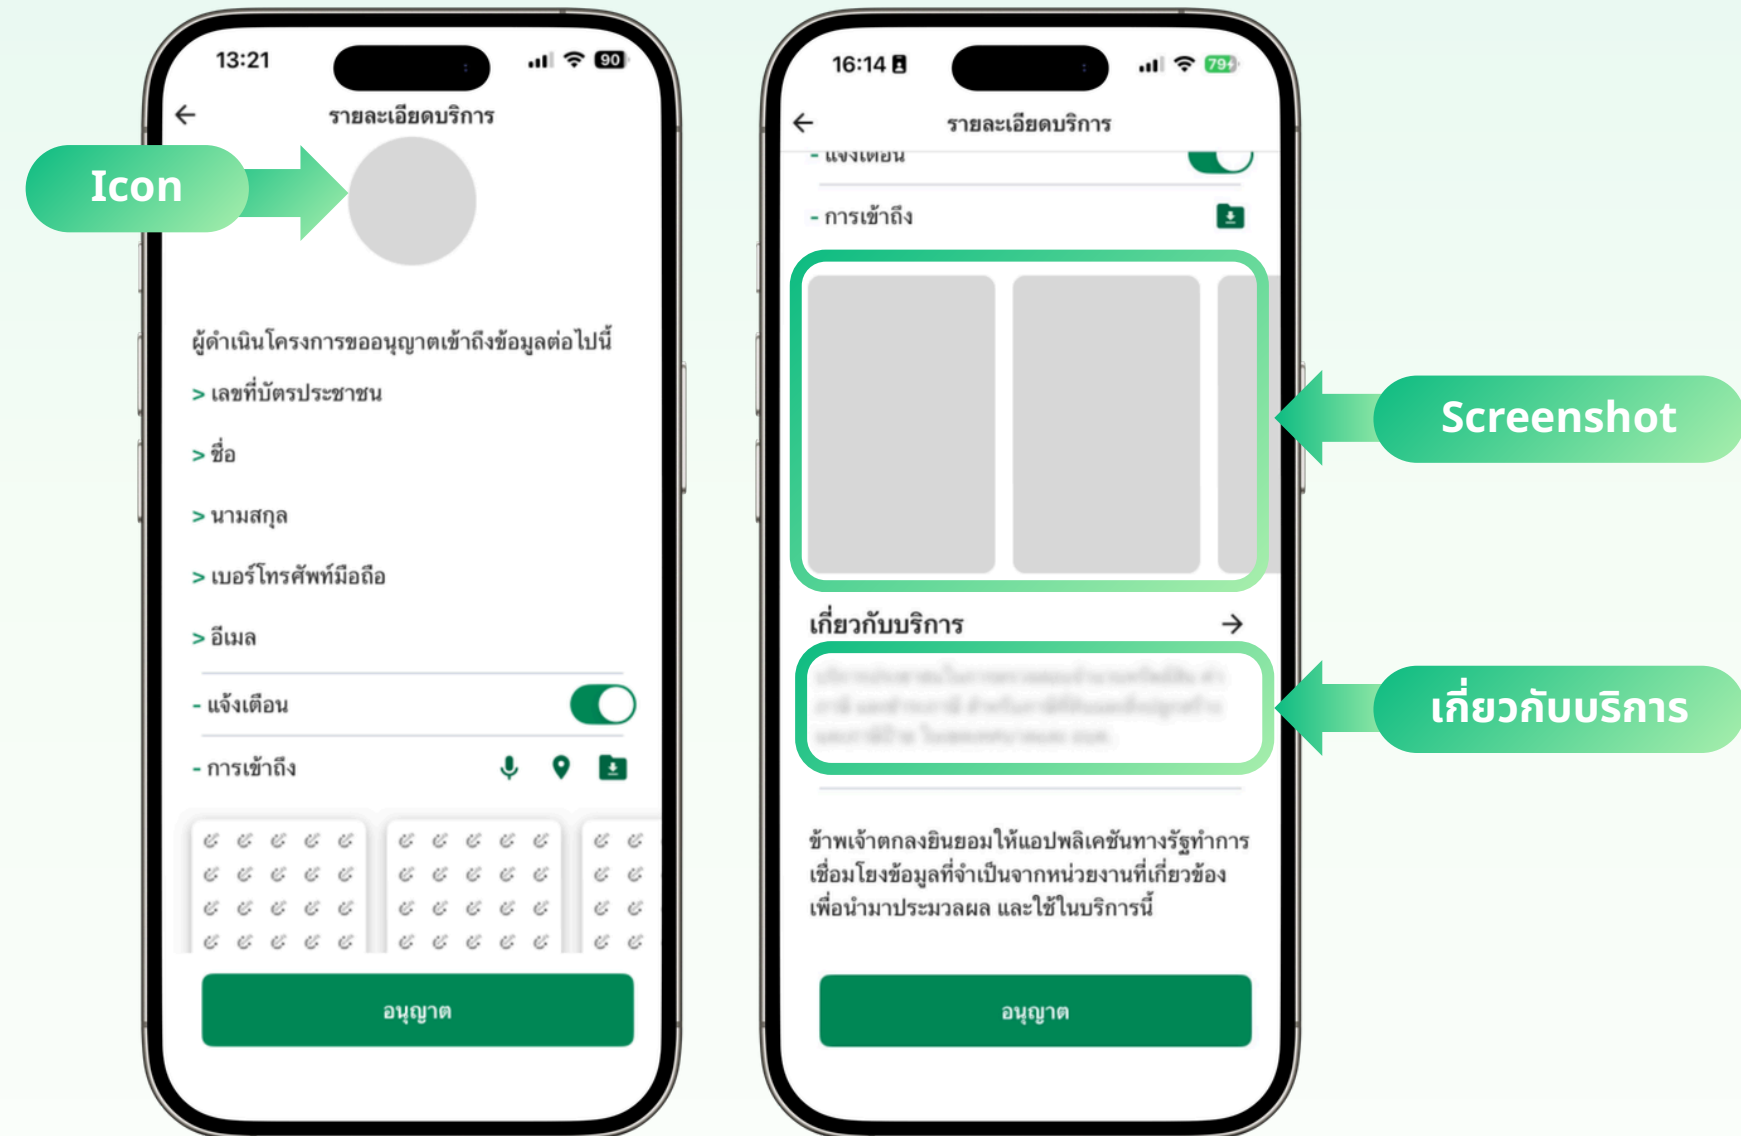 13:21
90
รายละเอียดบริการ
Icon
ผู้ดำเนินโครงการขออนุญาตเข้าถึงข้อมูลต่อไปนี้
> เลขที่บัตรประชาชน
> ชื่อ
> นามสกุล
> เบอร์โทรศัพท์มือถือ
> อีเมล
- แจ้งเตือน
- การเข้าถึง
อนุญาต
16:14
79
รายละเอียดบริการ
- แจ้งเตือน
- การเข้าถึง
Screenshot
เกี่ยวกับบริการ
เกี่ยวกับบริการ
ข้าพเจ้าตกลงยินยอมให้แอปพลิเคชันทางรัฐทำการ
เชื่อมโยงข้อมูลที่จำเป็นจากหน่วยงานที่เกี่ยวข้อง
เพื่อนำมาประมวลผล และใช้ในบริการนี้
อนุญาต